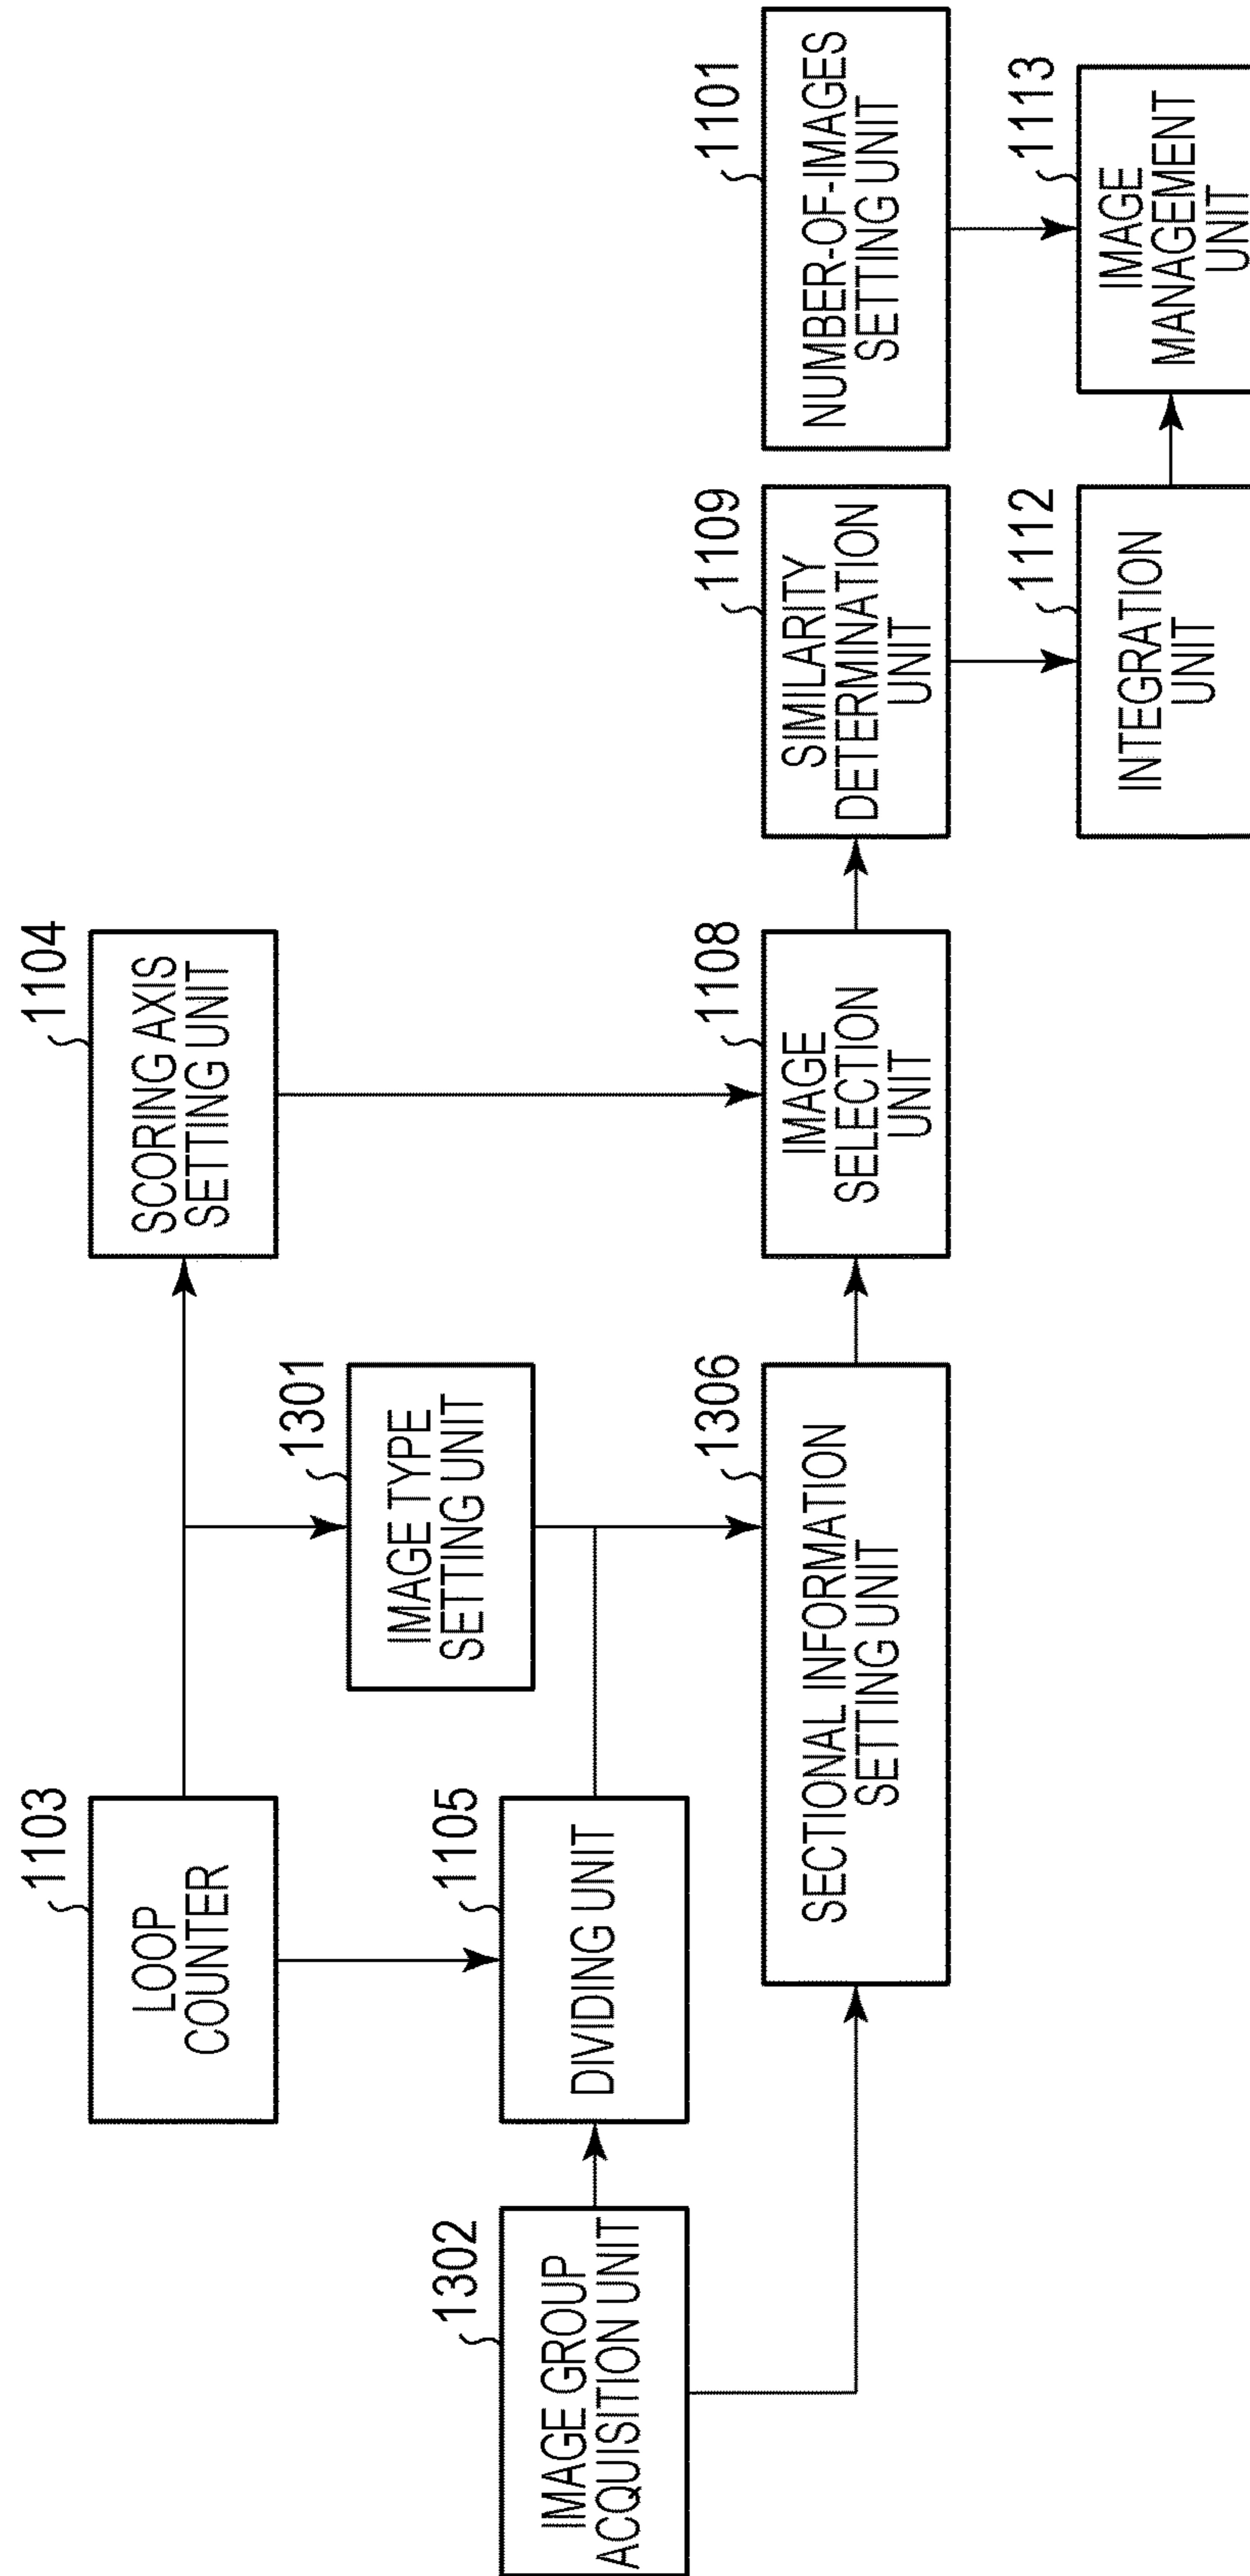 1103
LOOP
COUNTER
1104
SCORING AXIS
SETTING UNIT
1301
IMAGE TYPE
SETTING UNIT
1302
IMAGE GROUP
ACQUISITION UNIT
1105
DIVIDING UNIT
1306
SECTIONAL INFORMATION
SETTING UNIT
1108
IMAGE
SELECTION
UNIT
1109
SIMILARITY
DETERMINATION
UNIT
1101
NUMBER-OF-IMAGES
SETTING UNIT
1112
INTEGRATION
UNIT
1113
IMAGE
MANAGEMENT
UNIT